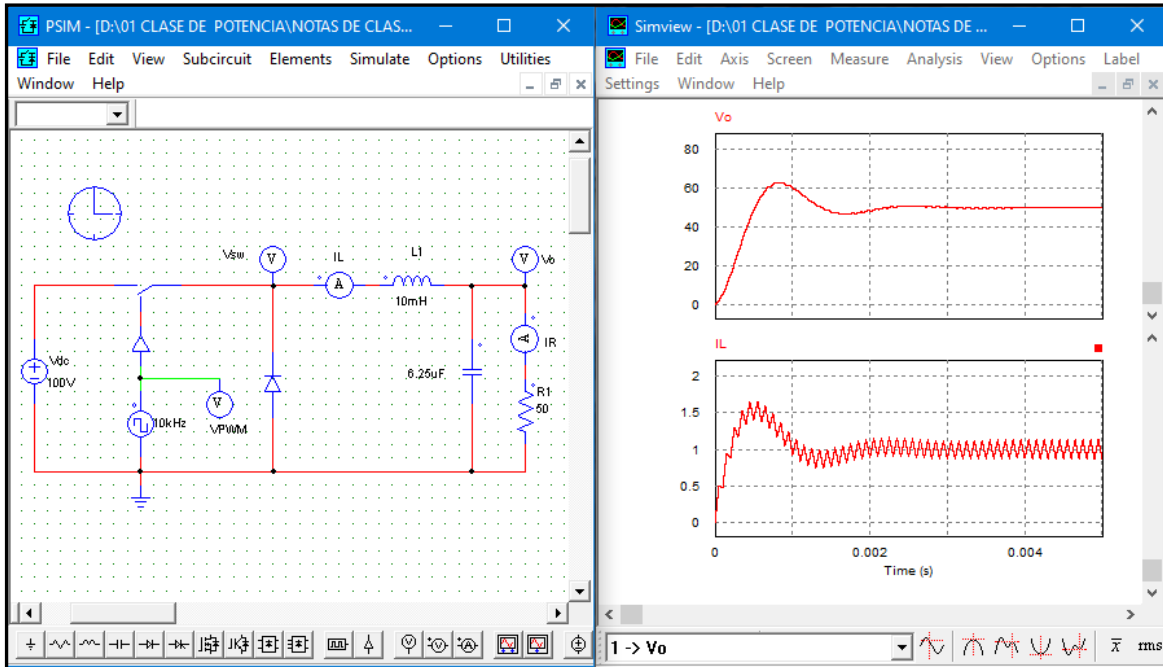 PSIM - [D:\01 CLASE DE POTENCIA\NOTAS DE CLAS...
File Edit View Subcircuit Elements Simulate Options Utilities
Window Help
Vsw
V
IL
A
L1
10mH
V
Vo
A
IR
Vdc
100V
10kHz
V
VPWM
6.25uF
R1
50
Simview - [D:\01 CLASE DE POTENCIA\NOTAS DE ...
File Edit Axis Screen Measure Analysis View Options Label
Settings Window Help
Vo
80
60
40
20
0
IL
2
1.5
1
0.5
0
0 0.002 0.004
Time (s)
1 -> Vo
x rms